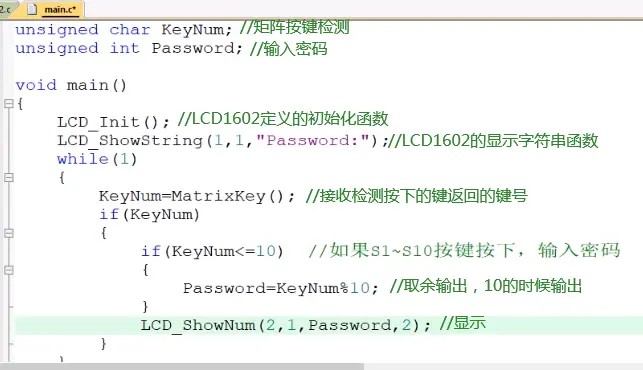 2.c main.c*
unsigned char KeyNum; //矩阵按键检测
unsigned int Password; //输入密码
void main()
{
LCD_Init(); //LCD1602定义的初始化函数
LCD_ShowString(1,1,"Password:");//LCD1602的显示字符串函数
while(1)
{
KeyNum=MatrixKey(); //接收检测按下的键返回的键号
if(KeyNum)
{
if(KeyNum<=10) //如果S1~S10按键按下，输入密码
{
Password=KeyNum%10; //取余输出，10的时候输出
}
LCD_ShowNum(2,1,Password,2); //显示
}
}